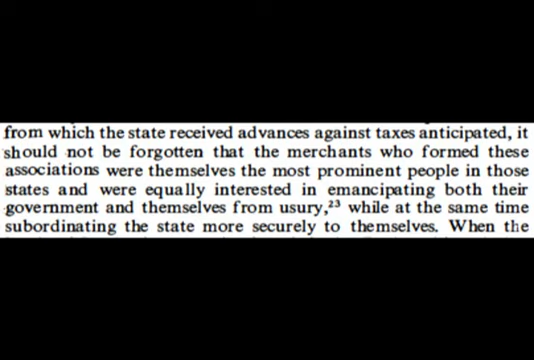 from which the state received advances against taxes anticipated, it
should not be forgotten that the merchants who formed these
associations were themselves the most prominent people in those
states and were equally interested in emancipating both their
government and themselves from usury,²³ while at the same time
subordinating the state more securely to themselves. When the